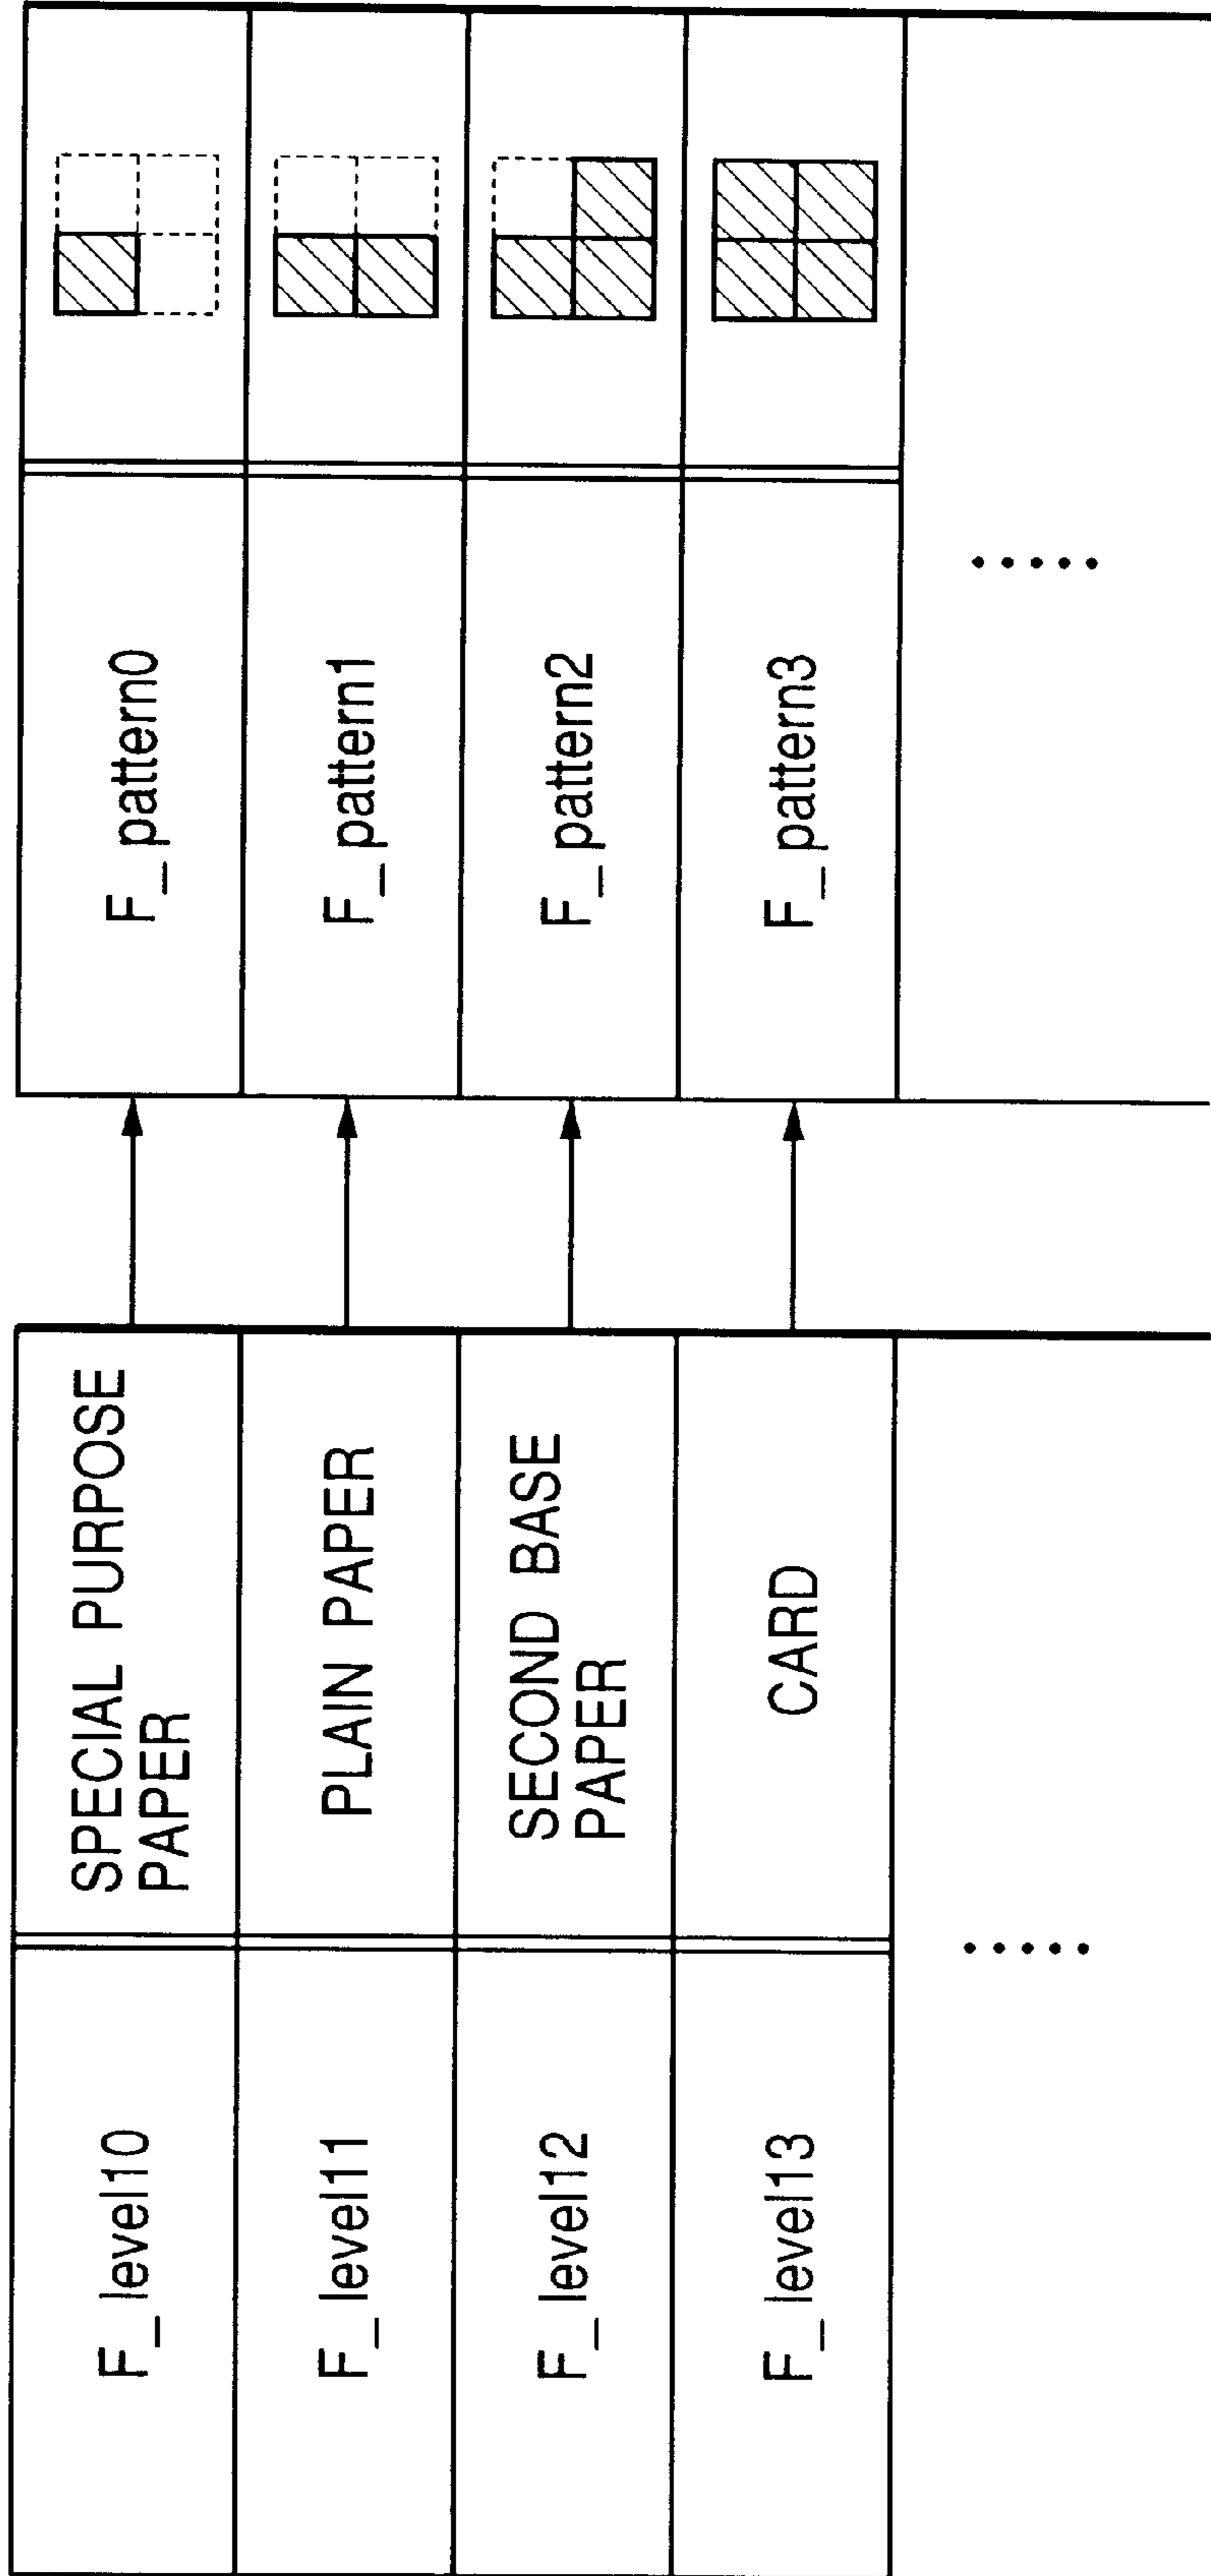 F_level10
SPECIAL PURPOSE
PAPER
F_pattern0
F_level11
PLAIN PAPER
F_pattern1
F_level12
SECOND BASE
PAPER
F_pattern2
F_level13
CARD
F_pattern3